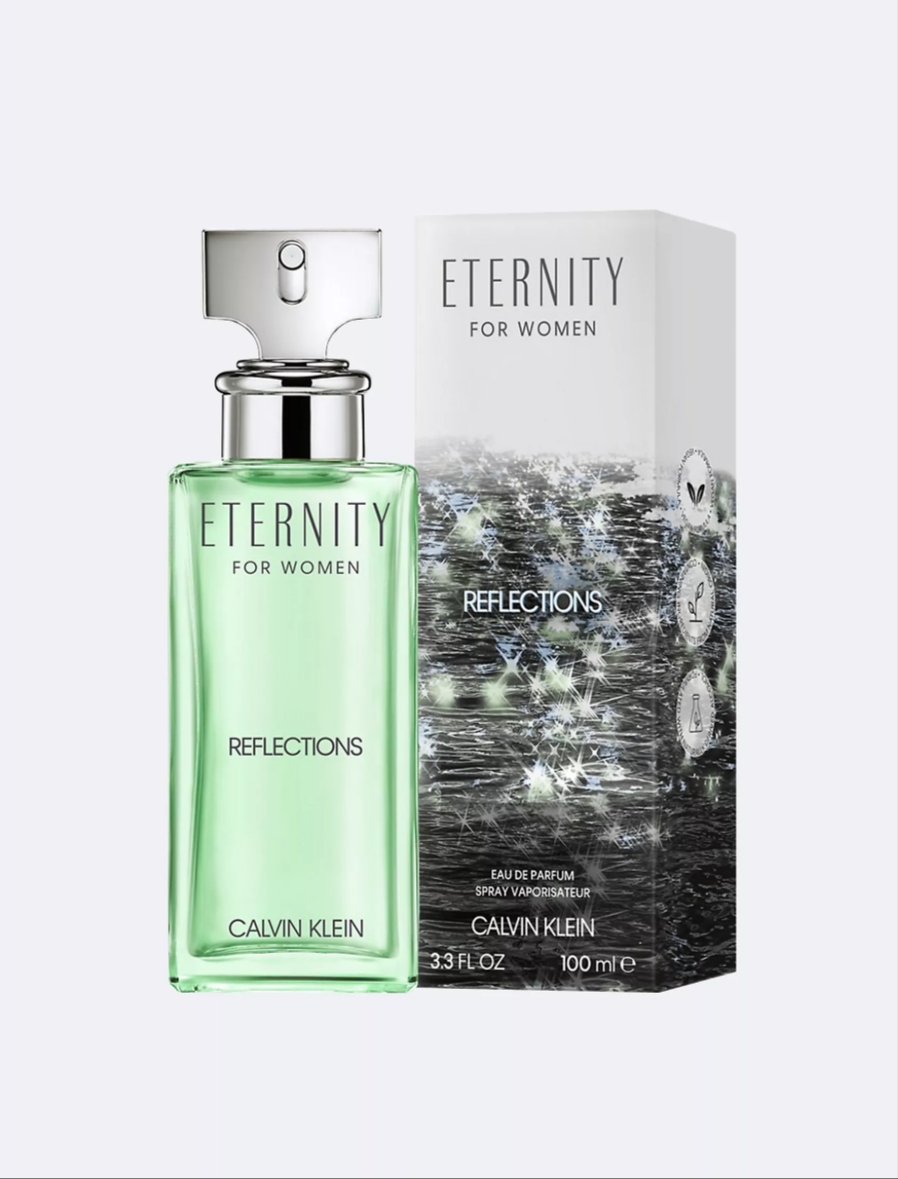 ETERNITY
FOR WOMEN
REFLECTIONS
CALVIN KLEIN
ETERNITY
FOR WOMEN
REFLECTIONS
EAU DE PARFUM
SPRAY VAPORISATEUR
CALVIN KLEIN
3.3 FL OZ 100 ml ℮